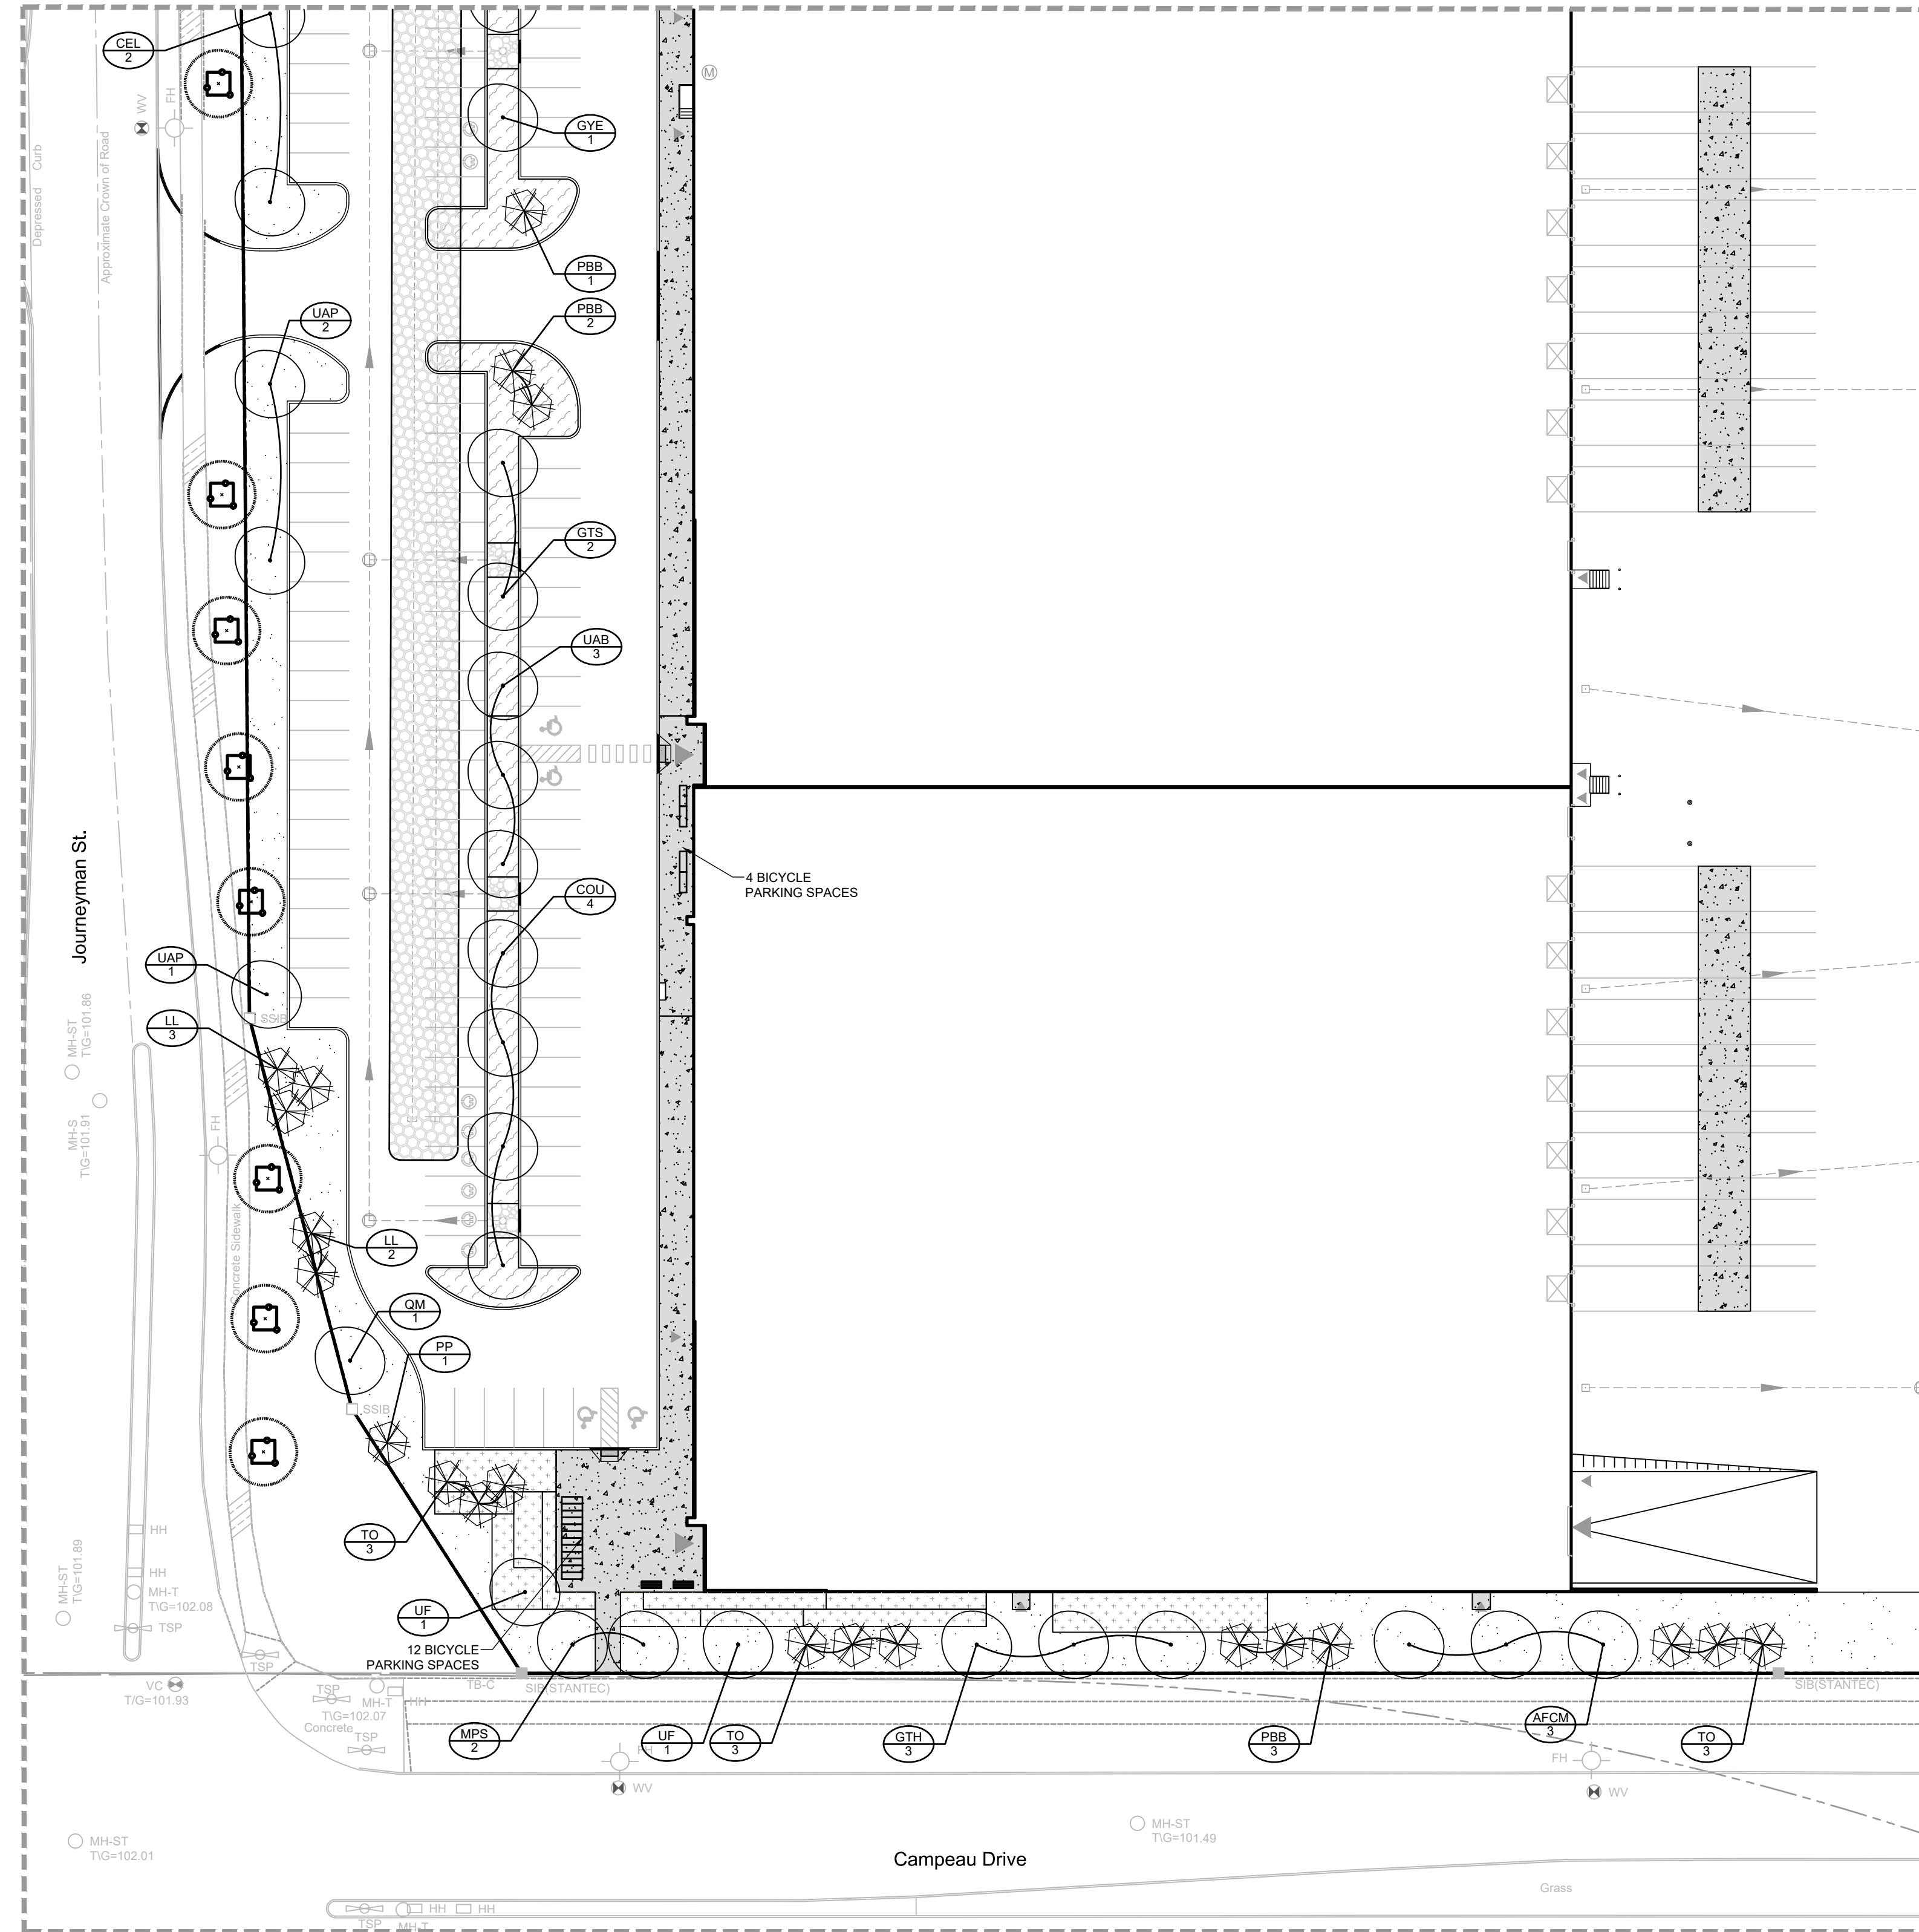 CEL
2
WV
FH
Depressed Curb
Approximate Crown of Road
M
GYE
1
PBB
1
UAP
2
PBB
2
GTS
2
UAB
3
Journeyman St.
4 BICYCLE
PARKING SPACES
COU
4
UAP
1
SSIB
LL
3
MH-ST
T\G=101.86
MH-S
T\G=101.91
FH
Concrete Sidewalk
LL
2
QM
1
PP
1
SSIB
HH
TO
3
MH-ST
T\G=101.89
HH
MH-T
T\G=102.08
TSP
UF
1
12 BICYCLE
PARKING SPACES
TSP
VC
T/G=101.93
TSP
MH-T
T\G=102.07
HH
TB-C
SIB(STANTEC)
SIB(STANTEC)
Concrete
TSP
MPS
2
UF
1
TO
3
GTH
3
PBB
3
AFCM
3
TO
3
FH
FH
WV
WV
MH-ST
T\G=101.49
MH-ST
T\G=102.01
Campeau Drive
Grass
HH
HH
TSP
MH-T